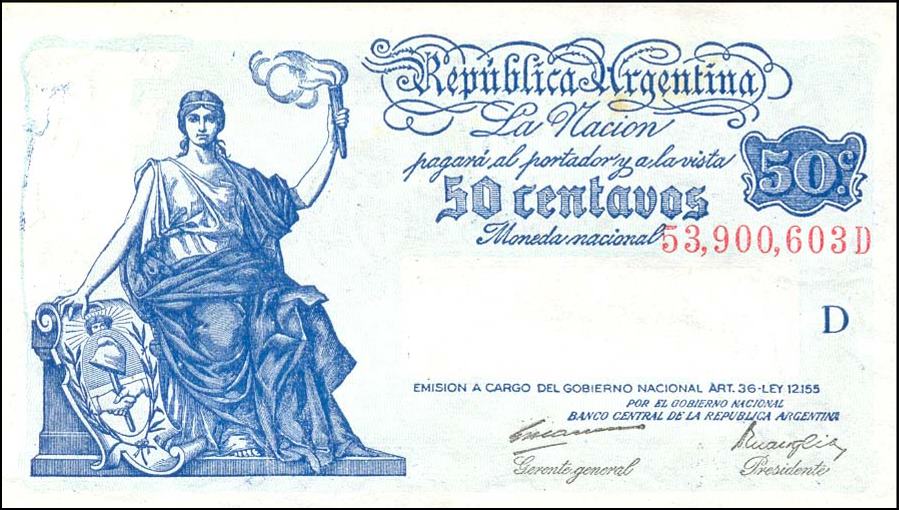 República Argentina
La Nacion
pagará al portador y a la vista
50 centavos
50.c
Moneda nacional
53,900,603D
D
EMISION A CARGO DEL GOBIERNO NACIONAL ART. 36-LEY 12.155
POR EL GOBIERNO NACIONAL
BANCO CENTRAL DE LA REPUBLICA ARGENTINA
Gerente general
Presidente